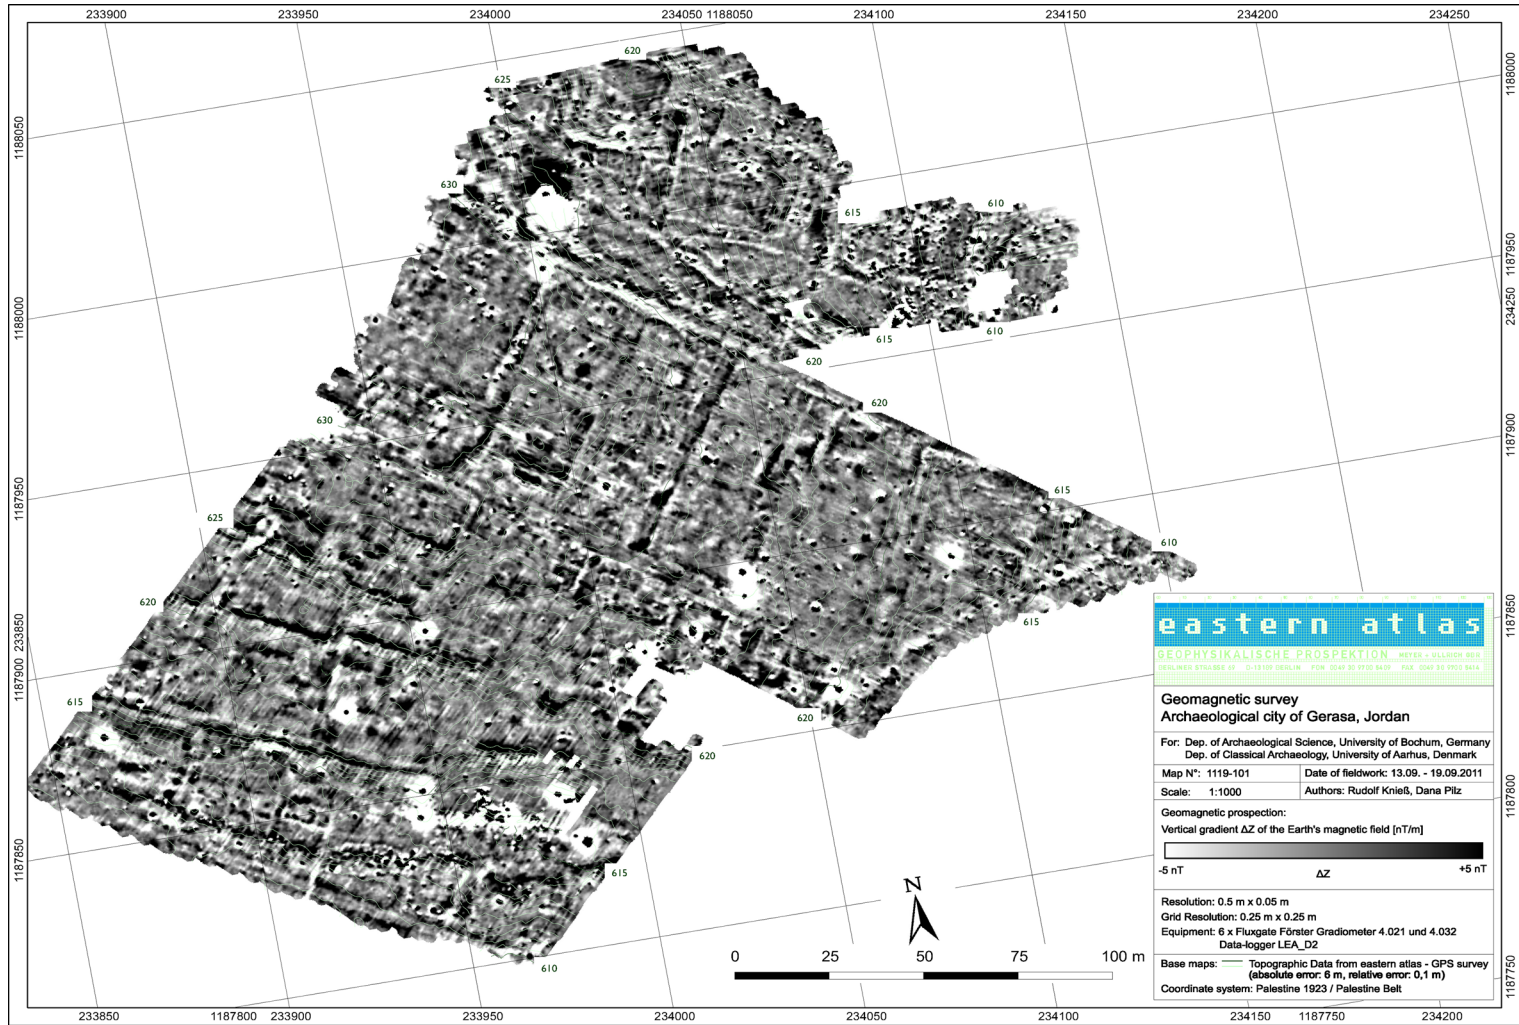 233900 233950 234000 234050 1188050 234100 234150 234200 234250
1188050
1188000
1187950
1187900 233850
1187850
1188000
1187950
234250
1187900
1187850
1187800
1187750
620
625
630
615
610
615
610
620
630
620
625
615
610
620
615
615
620
620
615
610
N
0 25 50 75 100 m
eastern atlas
GEOPHYSIKALISCHE PROSPEKTION
Geomagnetic survey
Archaeological city of Gerasa, Jordan
For: Dep. of Archaeological Science, University of Bochum, Germany
Dep. of Classical Archaeology, University of Aarhus, Denmark
Map N°: 1119-101 Date of fieldwork: 13.09. - 19.09.2011
Scale: 1:1000 Authors: Rudolf Knieß, Dana Pilz
Geomagnetic prospection:
Vertical gradient ΔZ of the Earth's magnetic field [nT/m]
-5 nT ΔZ +5 nT
Resolution: 0.5 m x 0.05 m
Grid Resolution: 0.25 m x 0.25 m
Equipment: 6 x Fluxgate Förster Gradiometer 4.021 und 4.032
Data-logger LEA_D2
Base maps: Topographic Data from eastern atlas - GPS survey
(absolute error: 6 m, relative error: 0,1 m)
Coordinate system: Palestine 1923 / Palestine Belt
233850 1187800 233900 233950 234000 234050 234100 234150 1187750 234200